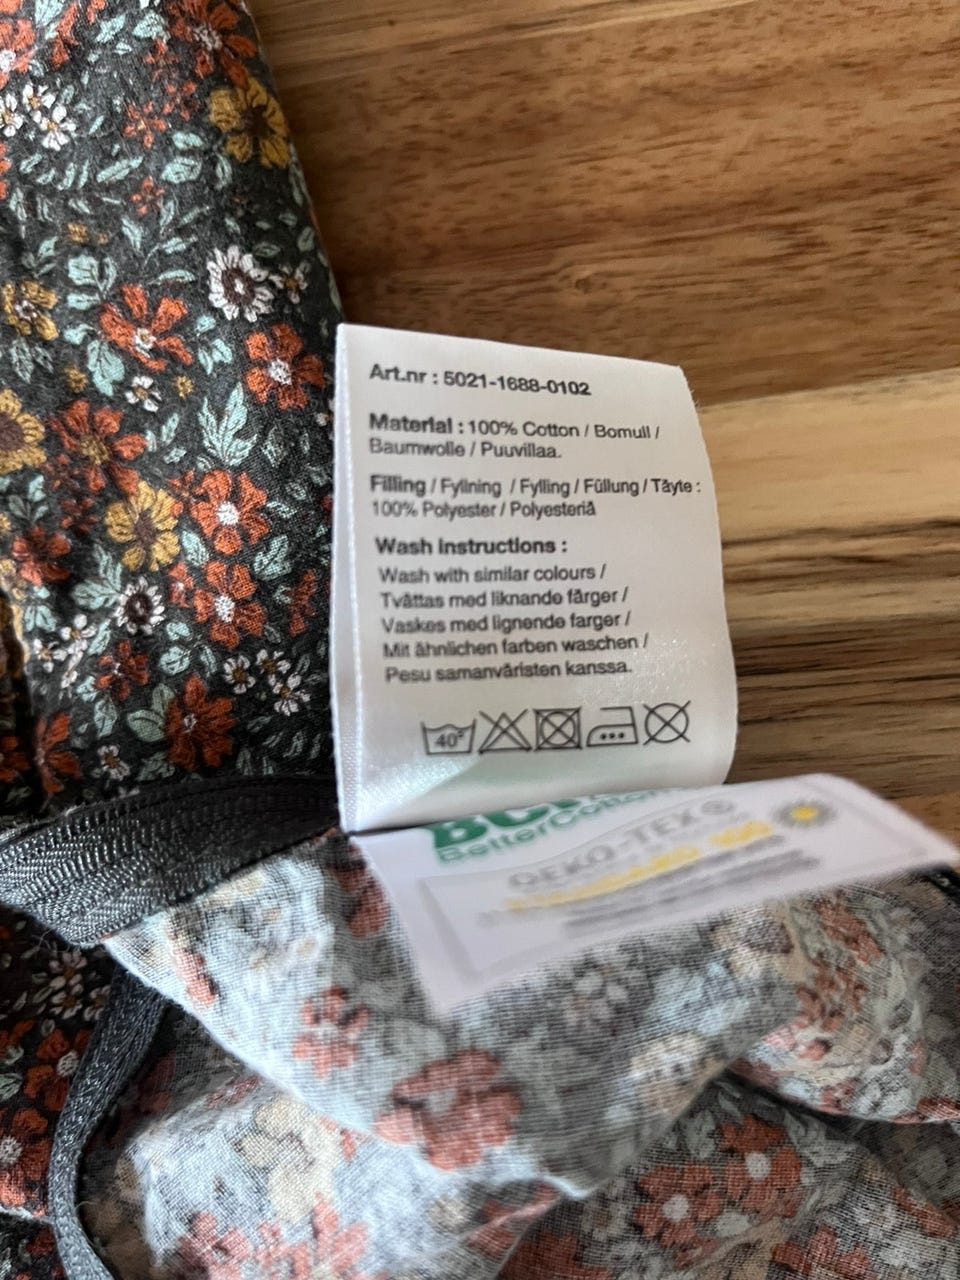 Art.nr : 5021-1688-0102
Material : 100% Cotton / Bomull /
Baumwolle / Puuvillaa.
Filling / Fyllning / Fylling / Füllung / Täyte :
100% Polyester / Polyesteriä
Wash Instructions :
Wash with similar colours /
Tvättas med liknande färger /
Vaskes med lignende farger /
Mit ähnlichen farben waschen /
Pesu samanväristen kanssa.
40°
BetterCotton
OEKO-TEX®
STANDARD 100